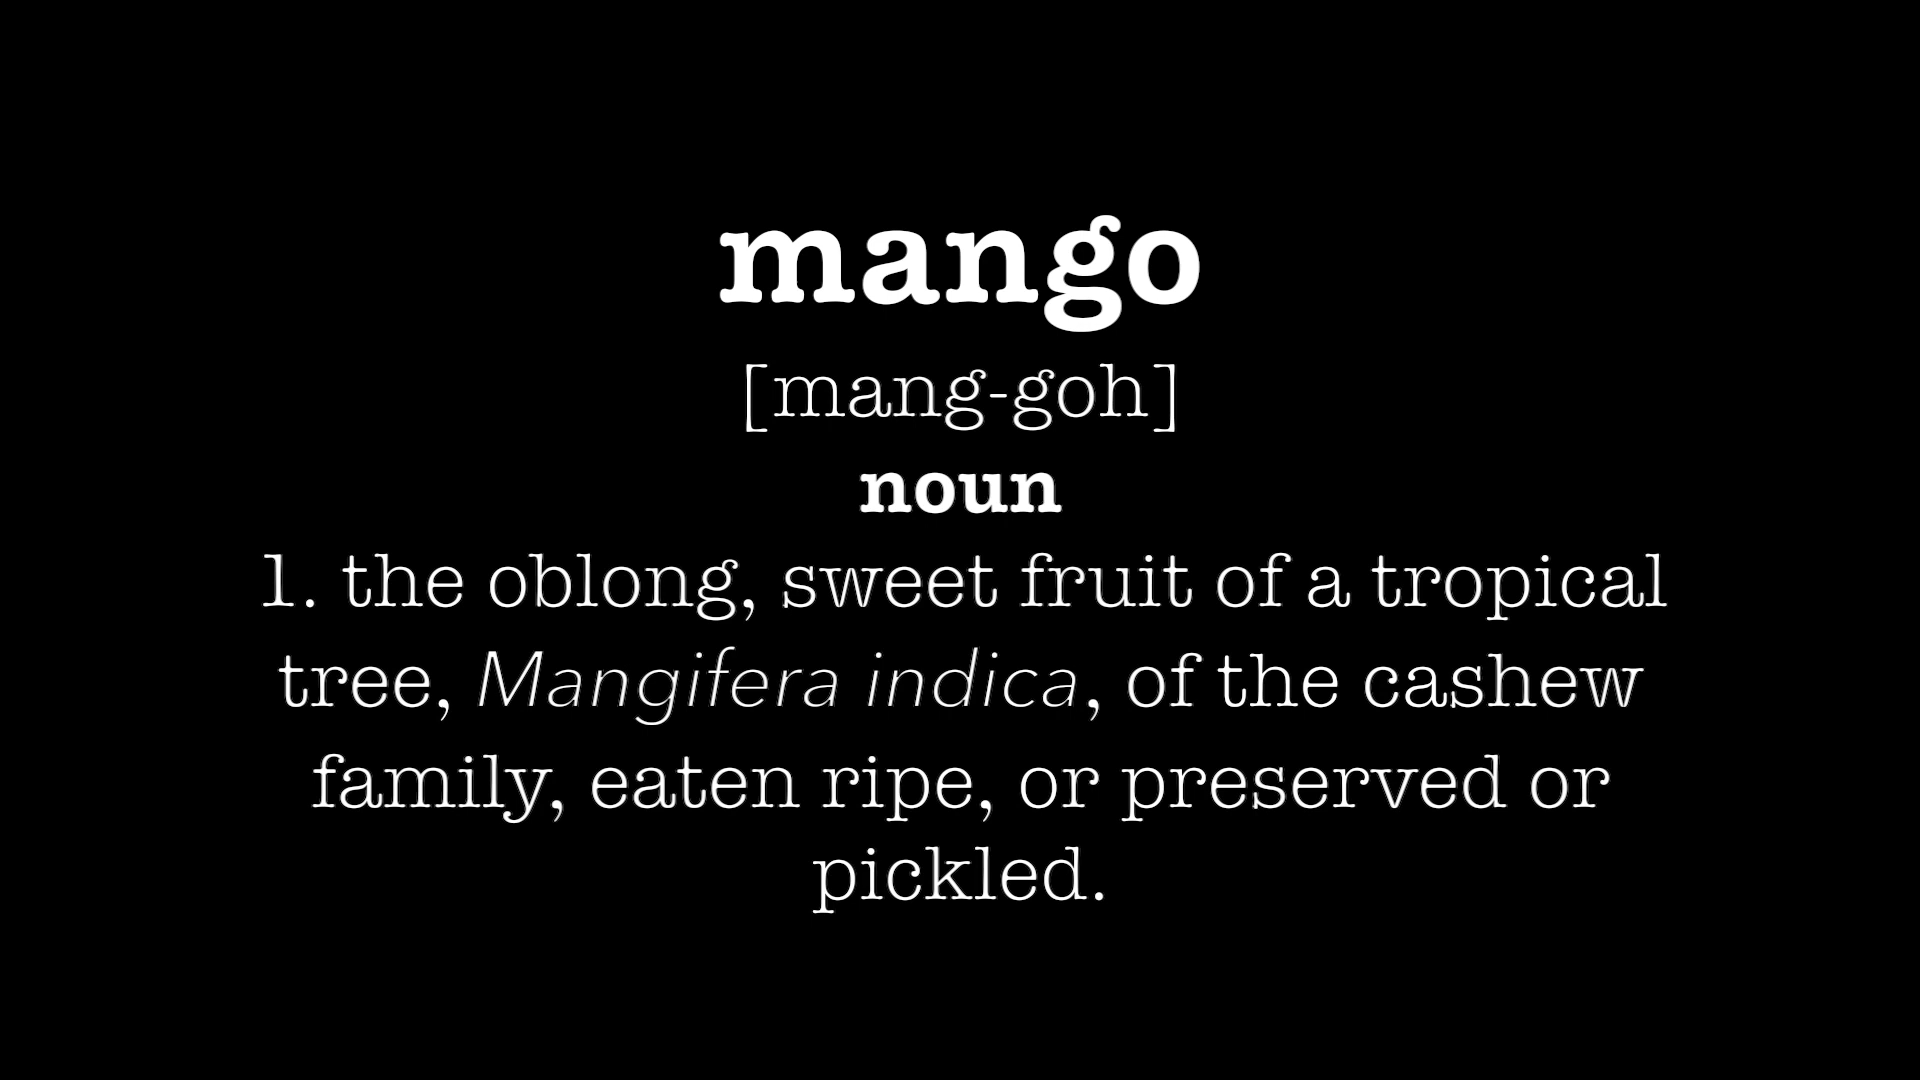 mango
[mang-goh]
noun
1. the oblong, sweet fruit of a tropical
tree, Mangifera indica, of the cashew
family, eaten ripe, or preserved or
pickled.